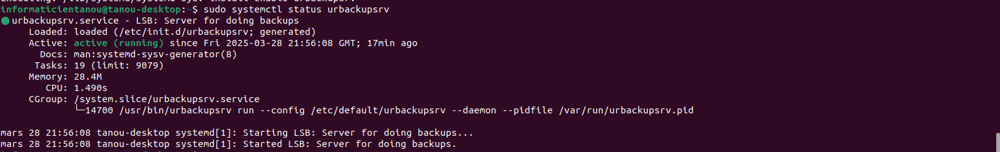 informaticientanou@tanou-desktop:~$ sudo systemctl status urbackupsrv
urbackupsrv.service - LSB: Server for doing backups
Loaded: loaded (/etc/init.d/urbackupsrv; generated)
Active: active (running) since Fri 2025-03-28 21:56:08 GMT; 17min ago
Docs: man:systemd-sysv-generator(8)
Tasks: 19 (limit: 9079)
Memory: 28.4M
CPU: 1.490s
CGroup: /system.slice/urbackupsrv.service
└─14700 /usr/bin/urbackupsrv run --config /etc/default/urbackupsrv --daemon --pidfile /var/run/urbackupsrv.pid
mars 28 21:56:08 tanou-desktop systemd[1]: Starting LSB: Server for doing backups...
mars 28 21:56:08 tanou-desktop systemd[1]: Started LSB: Server for doing backups.